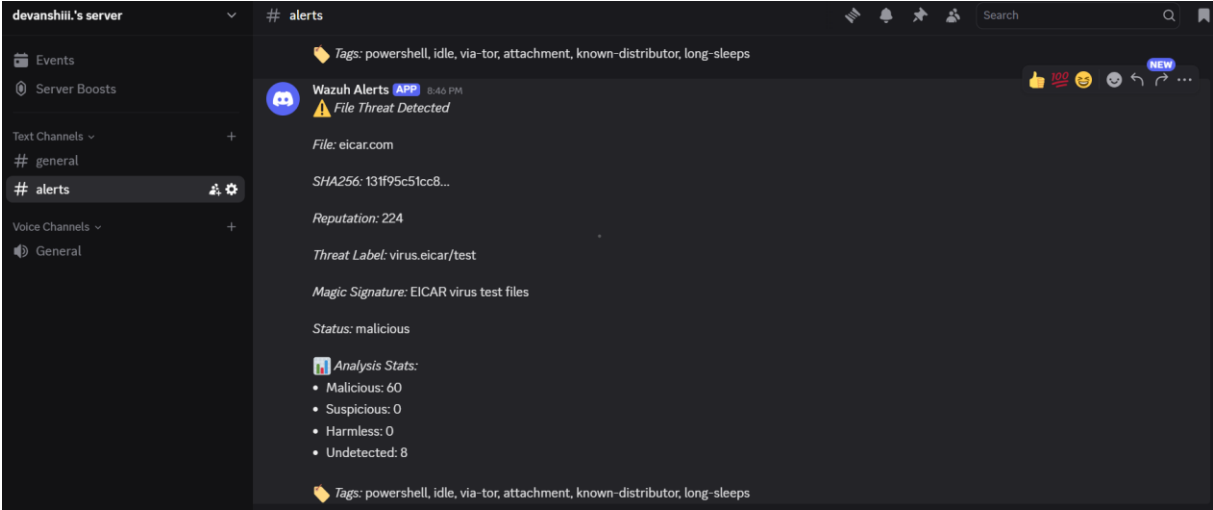 devanshiii.'s server
Events
Server Boosts
Text Channels
# general
# alerts
Voice Channels
General
# alerts
Search
Tags: powershell, idle, via-tor, attachment, known-distributor, long-sleeps
NEW
100
Wazuh Alerts APP 8:46 PM
File Threat Detected
File: eicar.com
SHA256: 131f95c51cc8...
Reputation: 224
Threat Label: virus.eicar/test
Magic Signature: EICAR virus test files
Status: malicious
Analysis Stats:
• Malicious: 60
• Suspicious: 0
• Harmless: 0
• Undetected: 8
Tags: powershell, idle, via-tor, attachment, known-distributor, long-sleeps